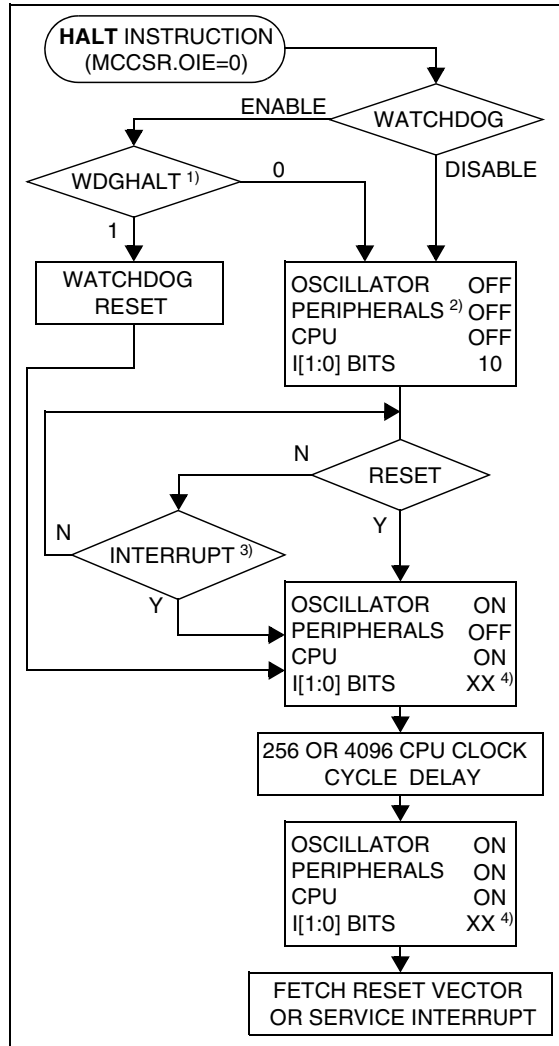 HALT INSTRUCTION
(MCCSR.OIE=0)
ENABLE
WATCHDOG
WDGHALT 1)
0
DISABLE
1
WATCHDOG
RESET
OSCILLATOR OFF
PERIPHERALS 2) OFF
CPU OFF
I[1:0] BITS 10
N
RESET
N
INTERRUPT 3)
Y
Y
OSCILLATOR ON
PERIPHERALS OFF
CPU ON
I[1:0] BITS XX 4)
256 OR 4096 CPU CLOCK
CYCLE DELAY
OSCILLATOR ON
PERIPHERALS ON
CPU ON
I[1:0] BITS XX 4)
FETCH RESET VECTOR
OR SERVICE INTERRUPT